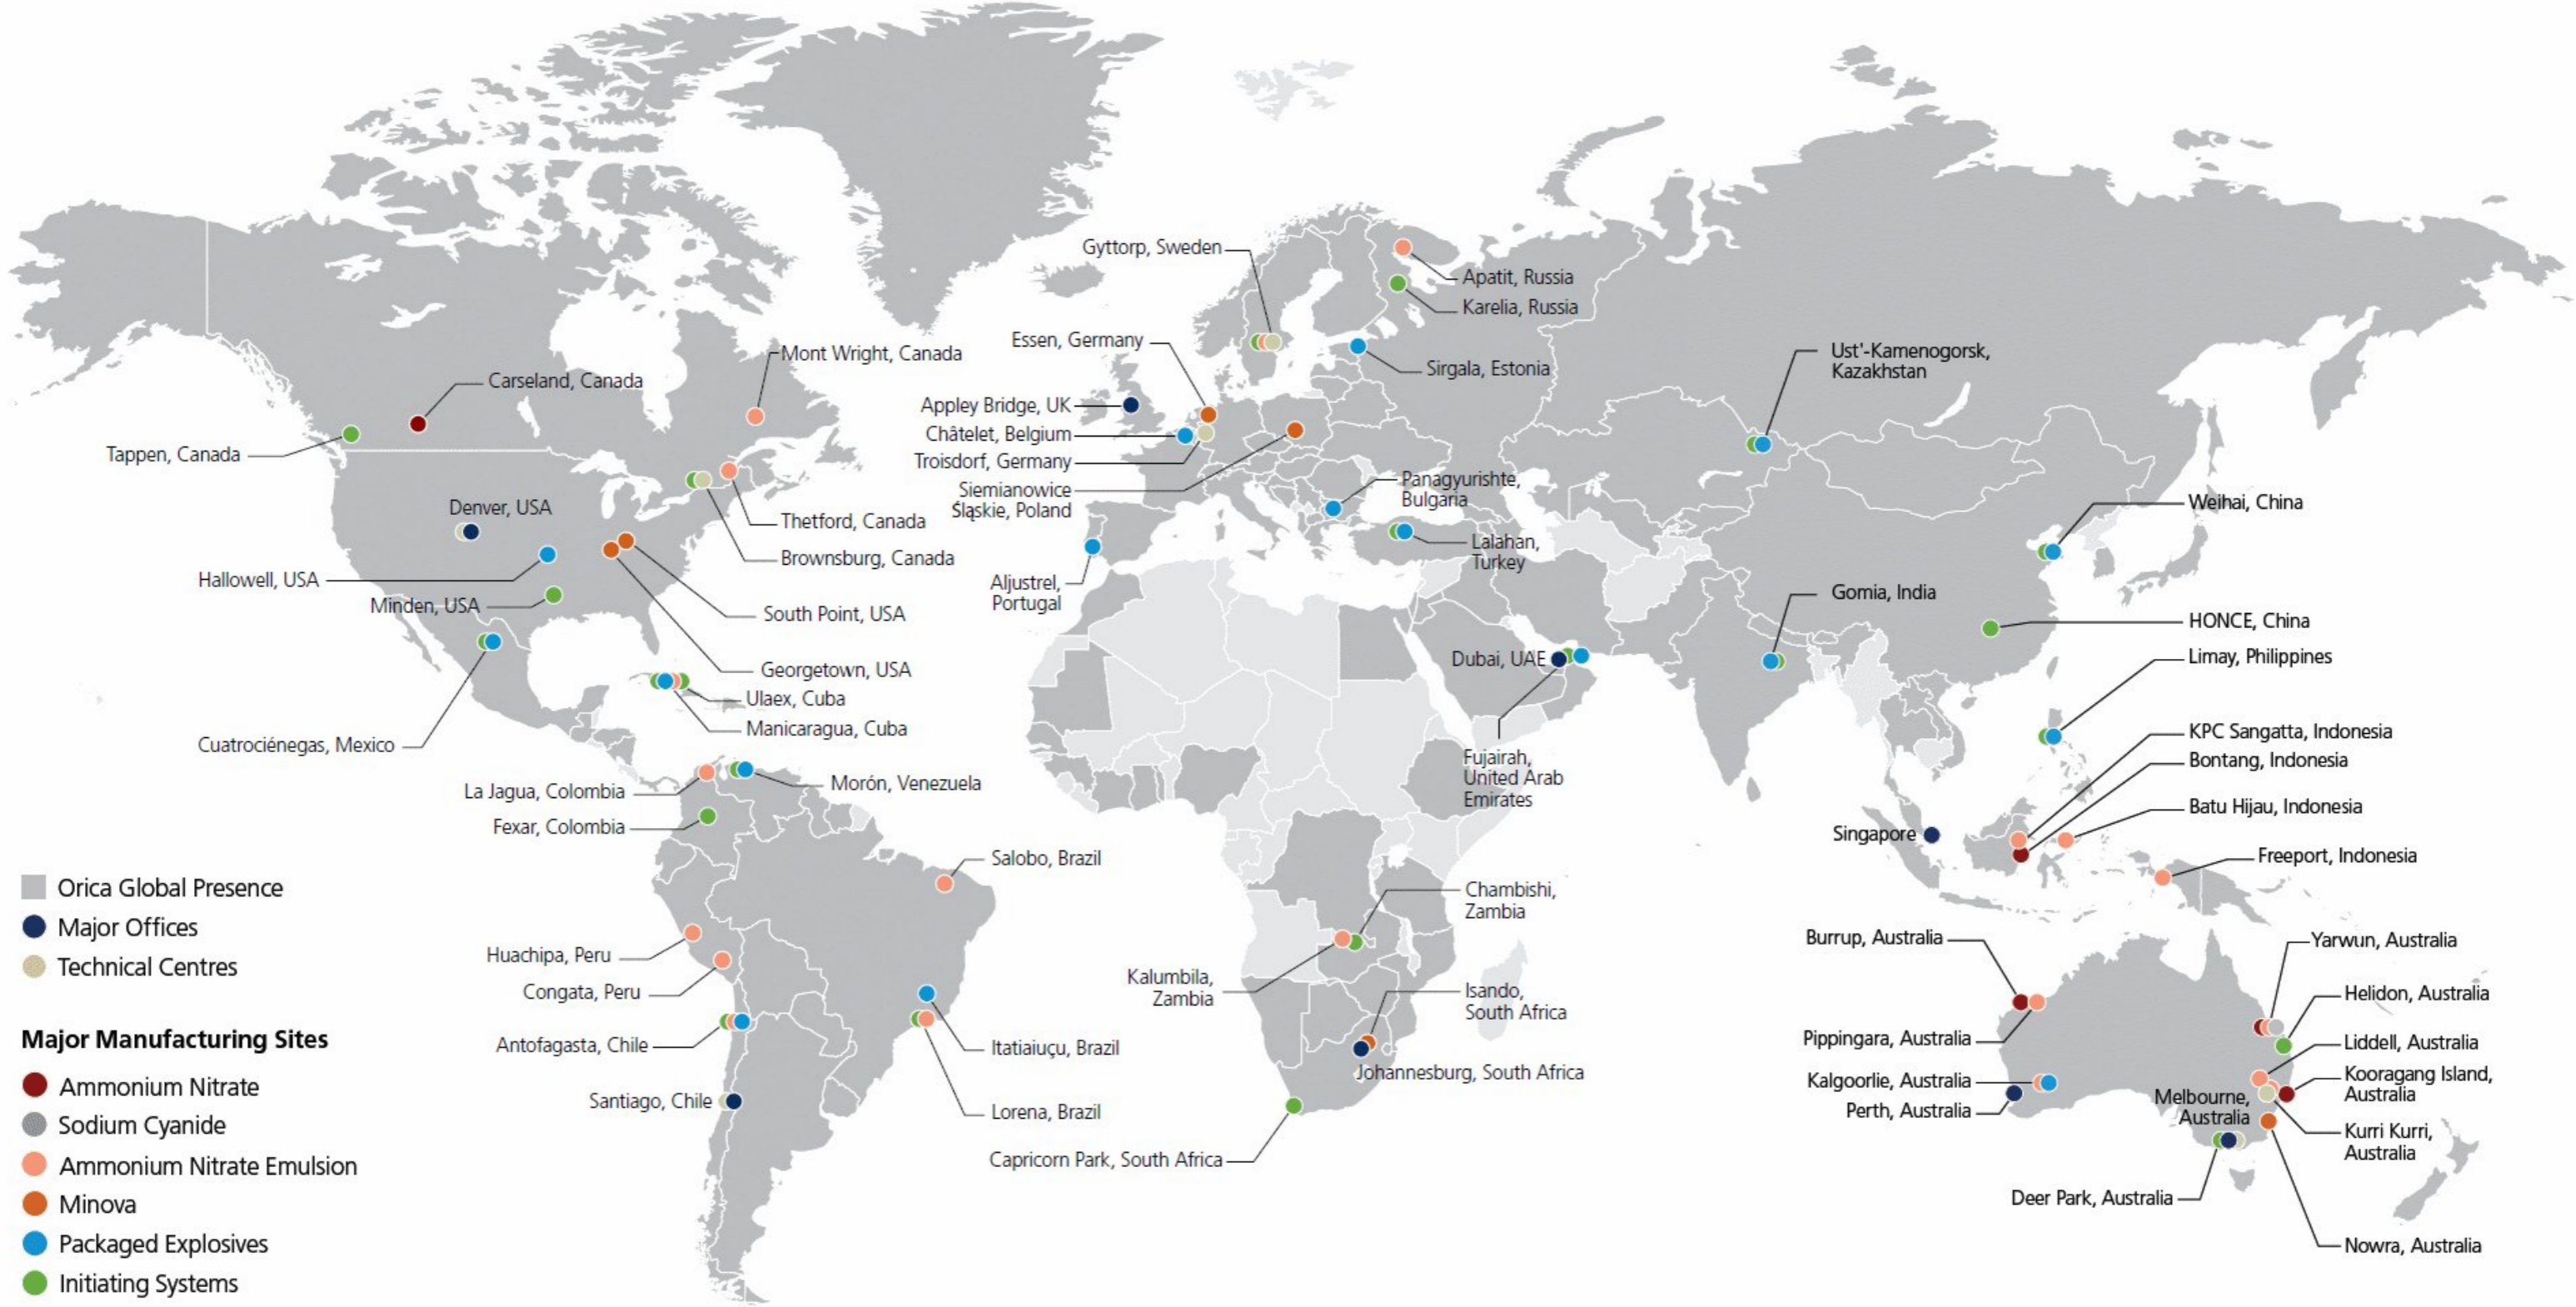 Gyttorp, Sweden
Apatit, Russia
Karelia, Russia
Essen, Germany
Mont Wright, Canada
Sirgala, Estonia
Ust'-Kamenogorsk,
Kazakhstan
Carseland, Canada
Appley Bridge, UK
Châtelet, Belgium
Tappen, Canada
Troisdorf, Germany
Siemianowice
Śląskie, Poland
Panagyurishte,
Bulgaria
Weihai, China
Denver, USA
Thetford, Canada
Brownsburg, Canada
Lalahan,
Turkey
Hallowell, USA
Aljustrel,
Portugal
Minden, USA
South Point, USA
Gomia, India
HONCE, China
Georgetown, USA
Dubai, UAE
Limay, Philippines
Ulaex, Cuba
Manicaragua, Cuba
Cuatrociénegas, Mexico
KPC Sangatta, Indonesia
Bontang, Indonesia
Fujairah,
United Arab
Emirates
La Jagua, Colombia
Morón, Venezuela
Batu Hijau, Indonesia
Fexar, Colombia
Singapore
Salobo, Brazil
Freeport, Indonesia
Chambishi,
Zambia
Orica Global Presence
Major Offices
Technical Centres
Huachipa, Peru
Congata, Peru
Kalumbila,
Zambia
Isando,
South Africa
Burrup, Australia
Yarwun, Australia
Helidon, Australia
Pippingara, Australia
Liddell, Australia
Antofagasta, Chile
Itatiaiuçu, Brazil
Johannesburg, South Africa
Kalgoorlie, Australia
Kooragang Island,
Australia
Perth, Australia
Melbourne,
Australia
Santiago, Chile
Lorena, Brazil
Kurri Kurri,
Australia
Capricorn Park, South Africa
Deer Park, Australia
Nowra, Australia
Major Manufacturing Sites
Ammonium Nitrate
Sodium Cyanide
Ammonium Nitrate Emulsion
Minova
Packaged Explosives
Initiating Systems